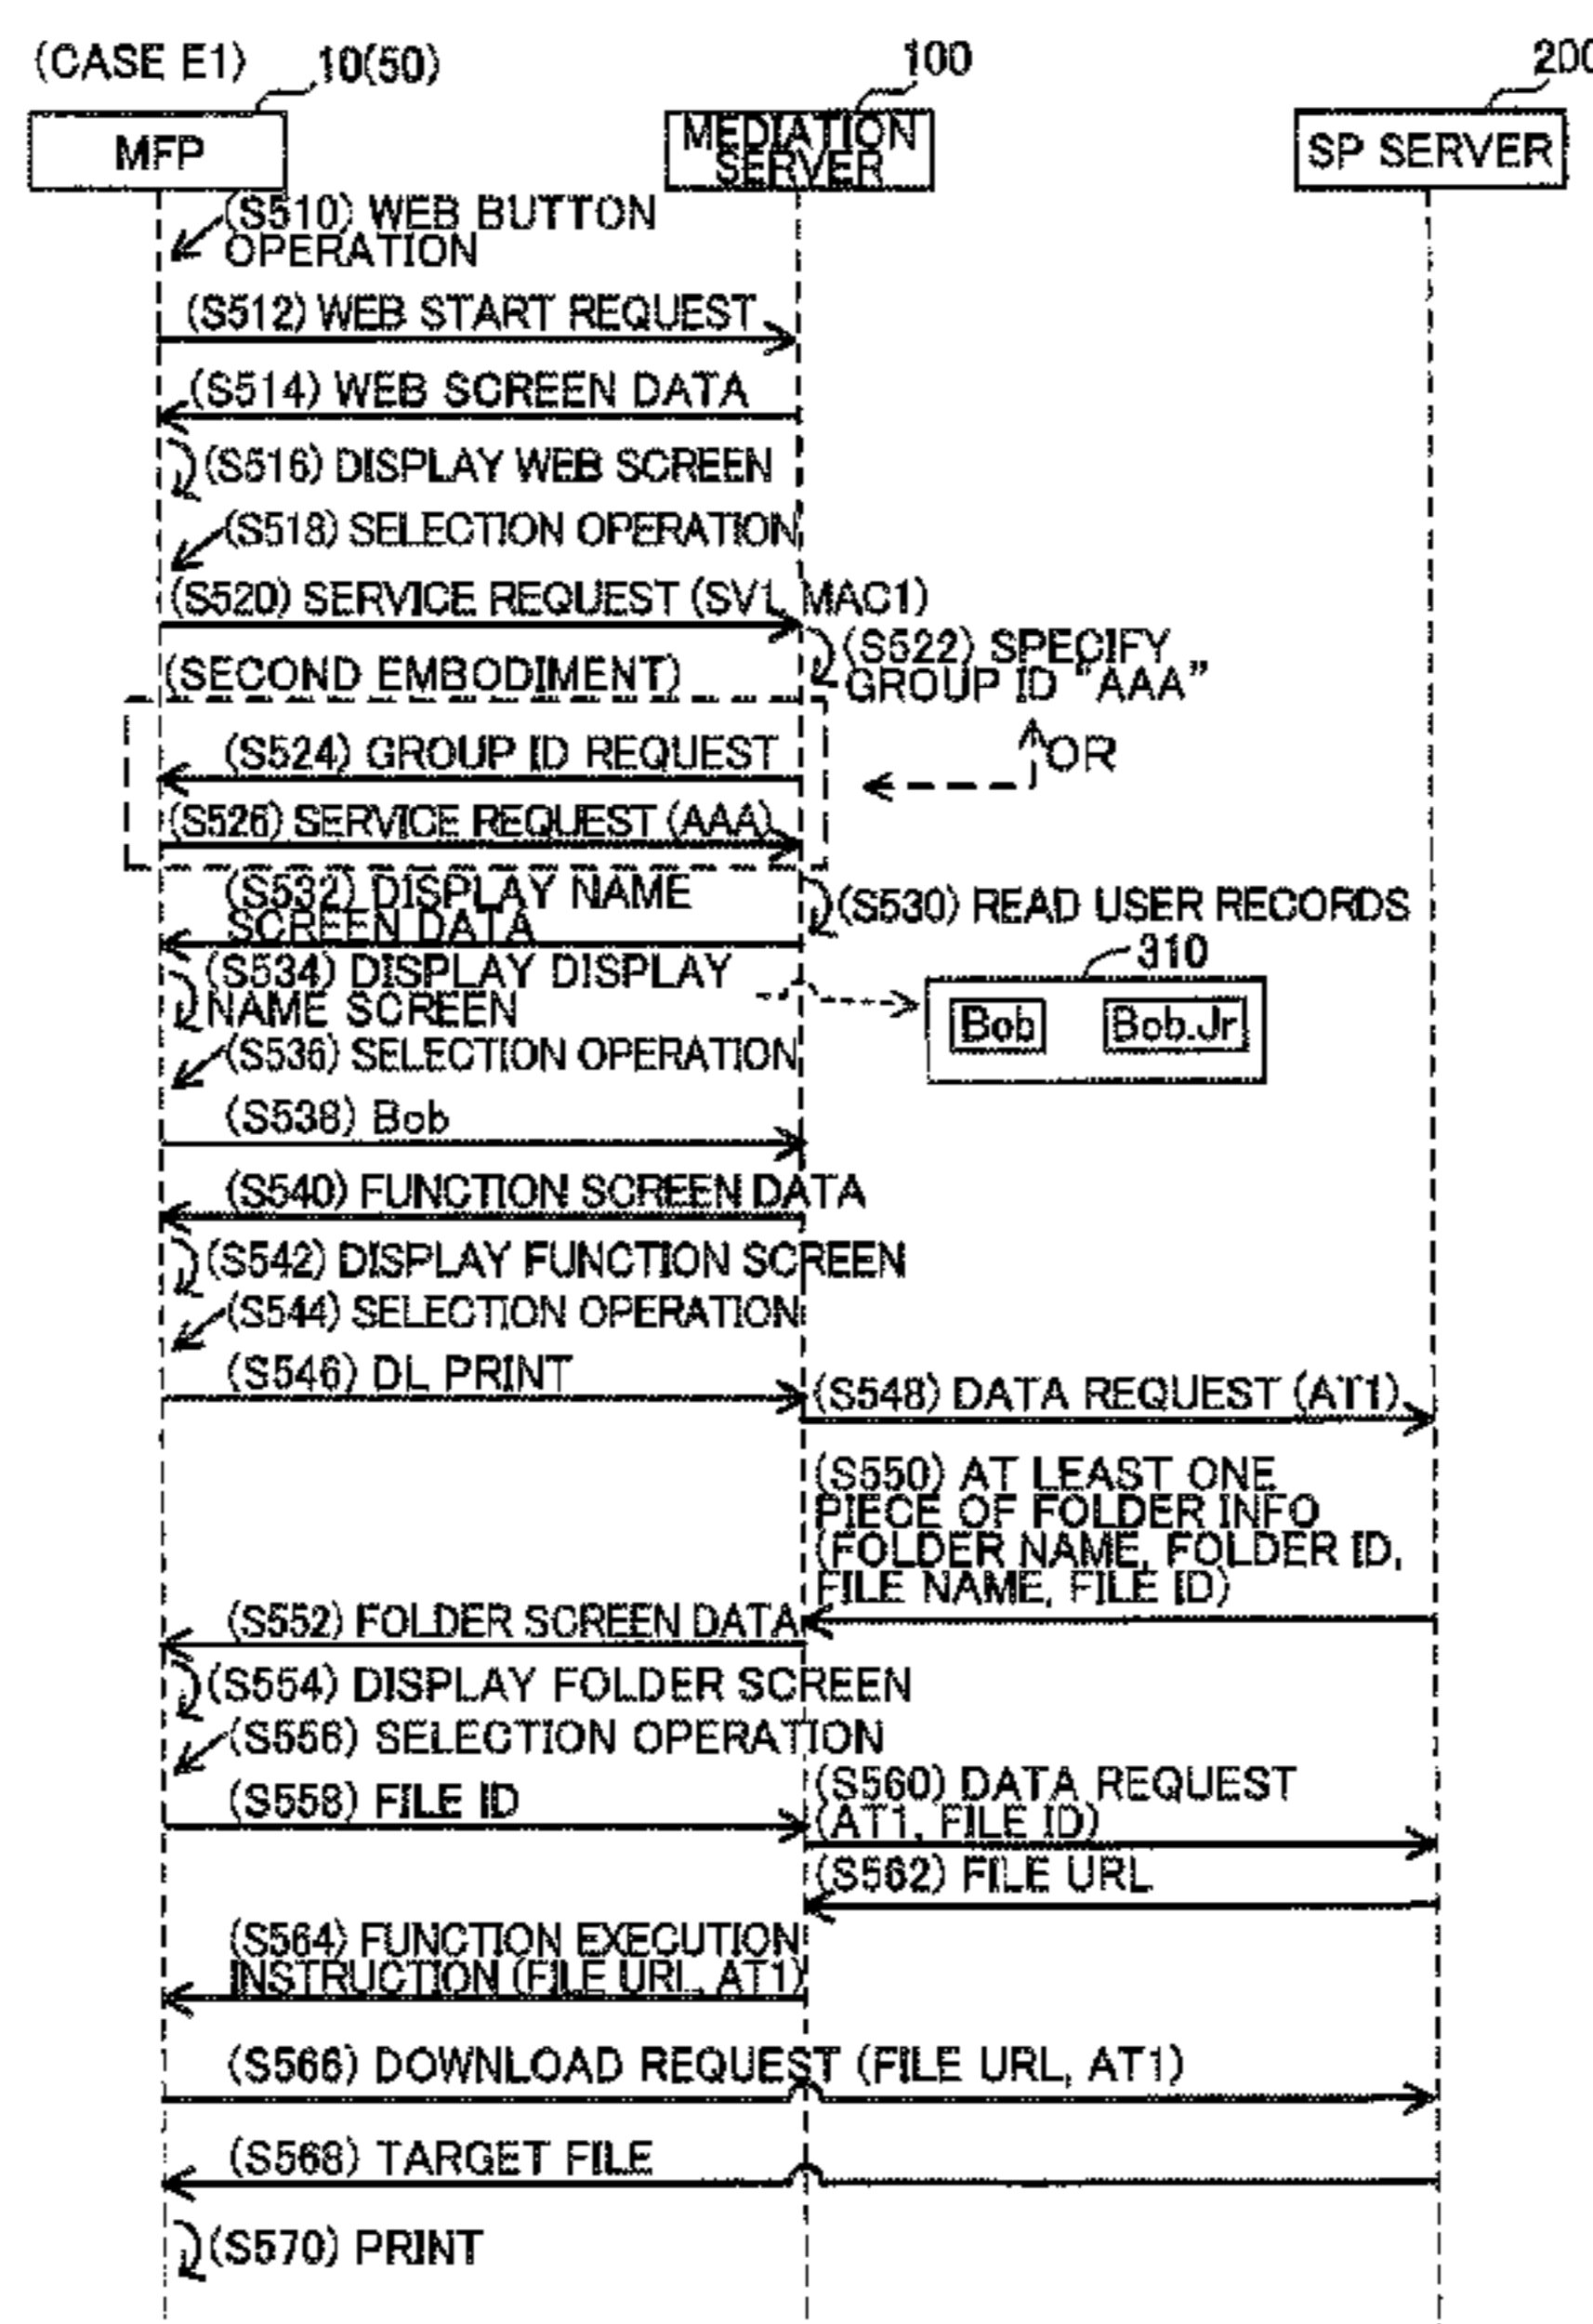 (CASE E1)
10(50)
100
200
MFP
MEDIATION
SERVER
SP SERVER
(S510) WEB BUTTON
OPERATION
(S512) WEB START REQUEST
(S514) WEB SCREEN DATA
(S516) DISPLAY WEB SCREEN
(S518) SELECTION OPERATION
(S520) SERVICE REQUEST (SV1, MAC1)
(S522) SPECIFY
GROUP ID "AAA"
(SECOND EMBODIMENT)
(S524) GROUP ID REQUEST
OR
(S526) SERVICE REQUEST (AAA)
(S532) DISPLAY NAME
SCREEN DATA
(S530) READ USER RECORDS
310
(S534) DISPLAY DISPLAY
NAME SCREEN
Bob
Bob.Jr
(S536) SELECTION OPERATION
(S538) Bob
(S540) FUNCTION SCREEN DATA
(S542) DISPLAY FUNCTION SCREEN
(S544) SELECTION OPERATION
(S546) DL PRINT
(S548) DATA REQUEST (AT1)
(S550) AT LEAST ONE
PIECE OF FOLDER INFO
(FOLDER NAME, FOLDER ID,
FILE NAME, FILE ID)
(S552) FOLDER SCREEN DATA
(S554) DISPLAY FOLDER SCREEN
(S556) SELECTION OPERATION
(S558) FILE ID
(S560) DATA REQUEST
(AT1, FILE ID)
(S562) FILE URL
(S564) FUNCTION EXECUTION
INSTRUCTION (FILE URL, AT1)
(S566) DOWNLOAD REQUEST (FILE URL, AT1)
(S568) TARGET FILE
(S570) PRINT